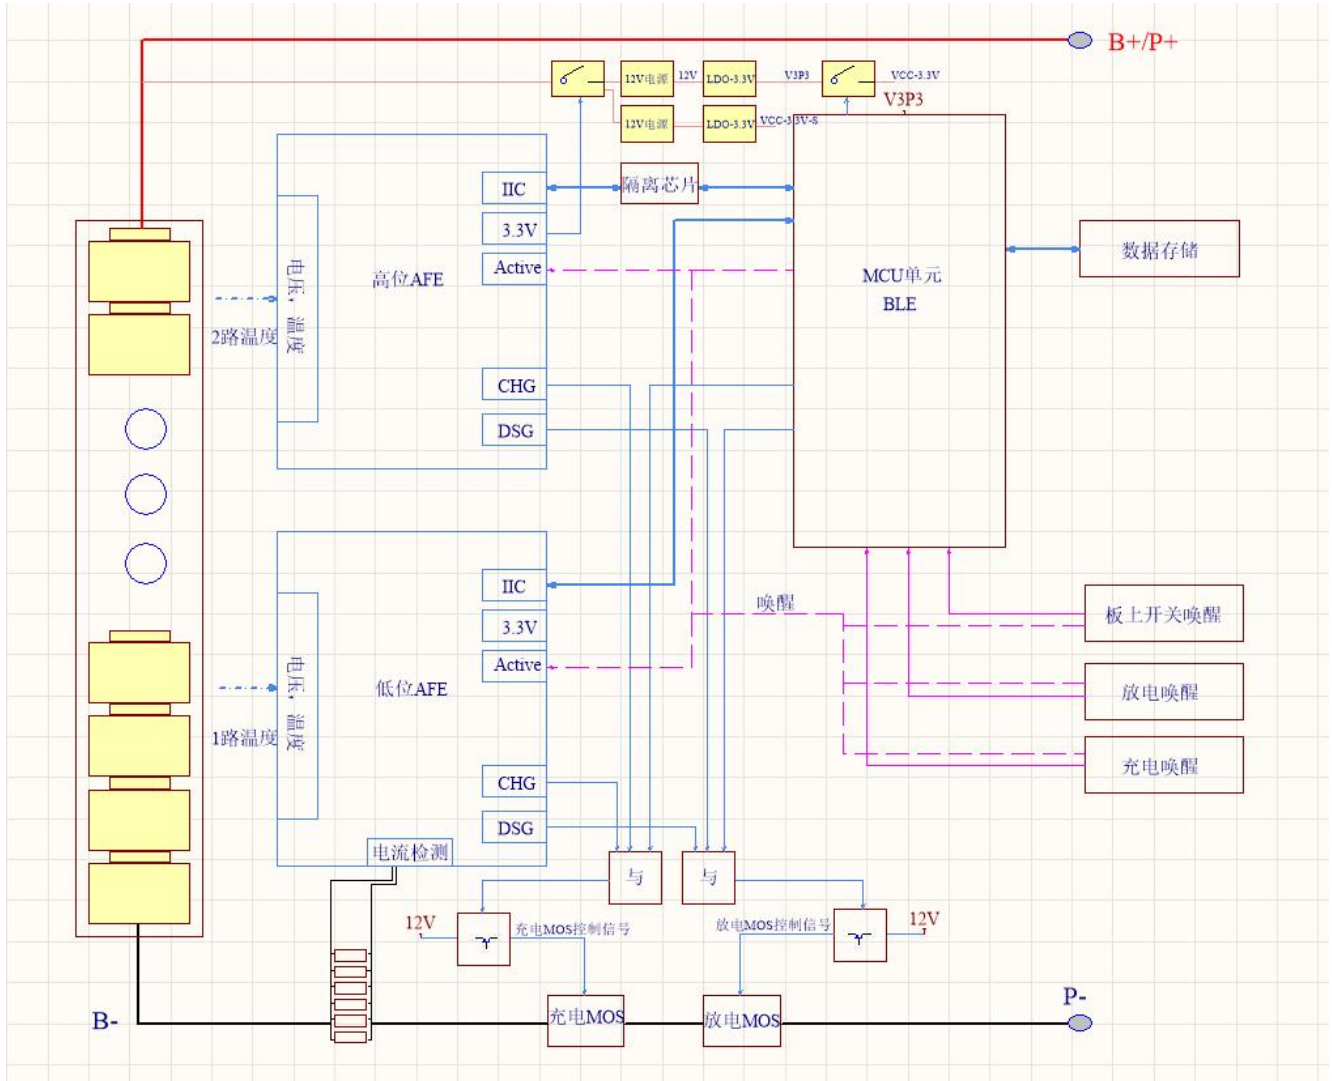 B+/P+
12V电源
12V
LDO-3.3V
V3P3
VCC-3.3V
V3P3
12V电源
LDO-3.3V
VCC-3.3V-S
IIC
隔离芯片
3.3V
Active
高位AFE
电压，温度
2路温度
CHG
DSG
MCU单元
BLE
数据存储
IIC
3.3V
Active
低位AFE
电压，温度
1路温度
CHG
DSG
电流检测
唤醒
板上开关唤醒
放电唤醒
充电唤醒
与
与
12V
充电MOS控制信号
放电MOS控制信号
12V
B-
充电MOS
放电MOS
P-